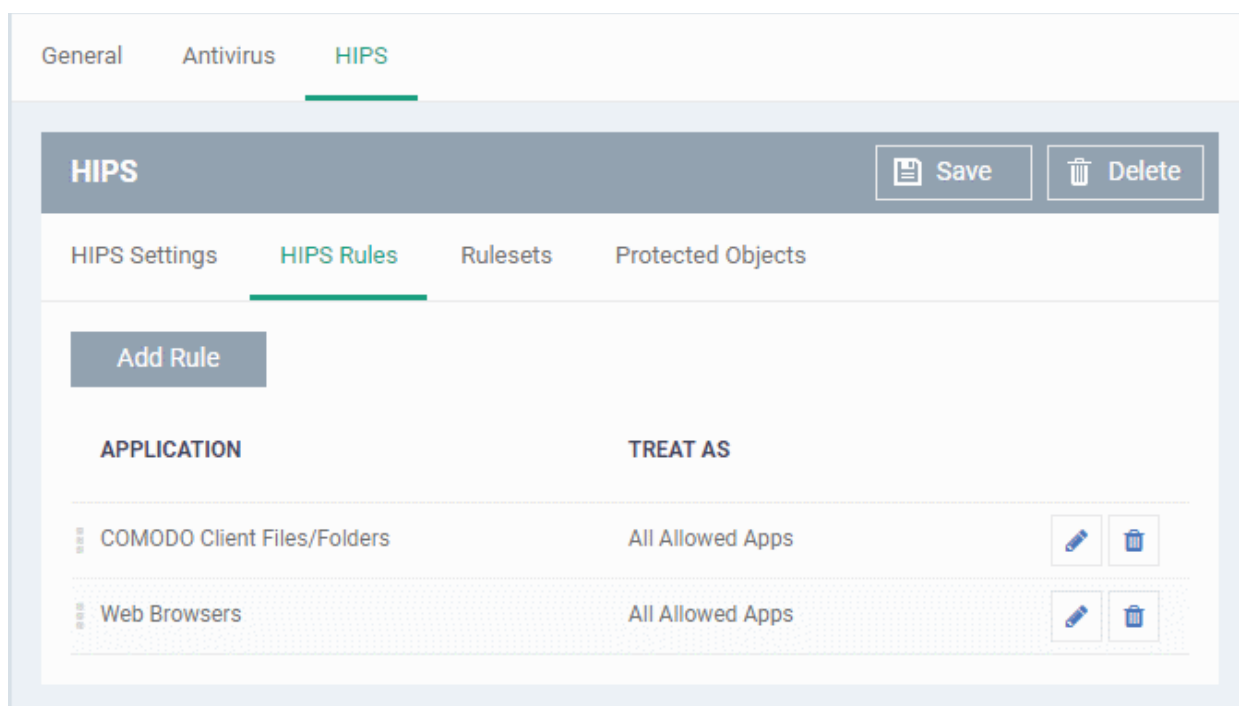 General Antivirus HIPS
HIPS Save Delete
HIPS Settings HIPS Rules Rulesets Protected Objects
Add Rule
APPLICATION TREAT AS
COMODO Client Files/Folders All Allowed Apps
Web Browsers All Allowed Apps